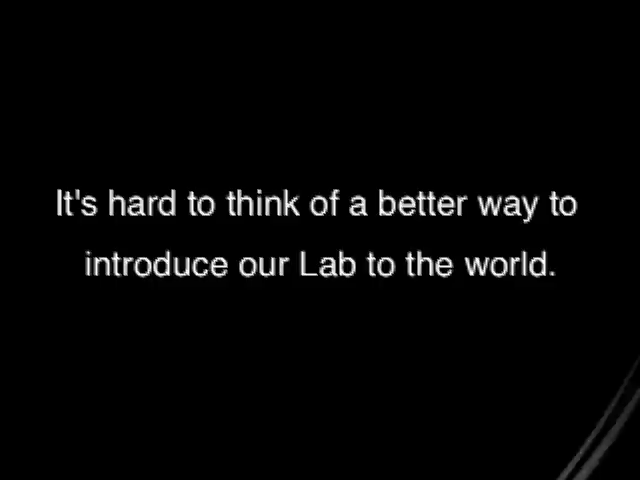 It's hard to think of a better way to
introduce our Lab to the world.